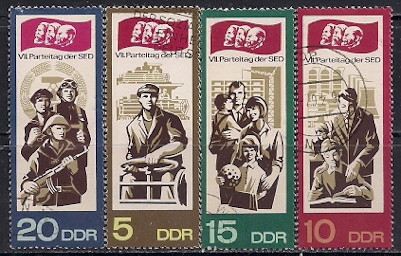 VII. Parteitag der SED
20 DDR
VII. Parteitag der SED
5 DDR
VII. Parteitag der SED
15 DDR
VII. Parteitag der SED
10 DDR